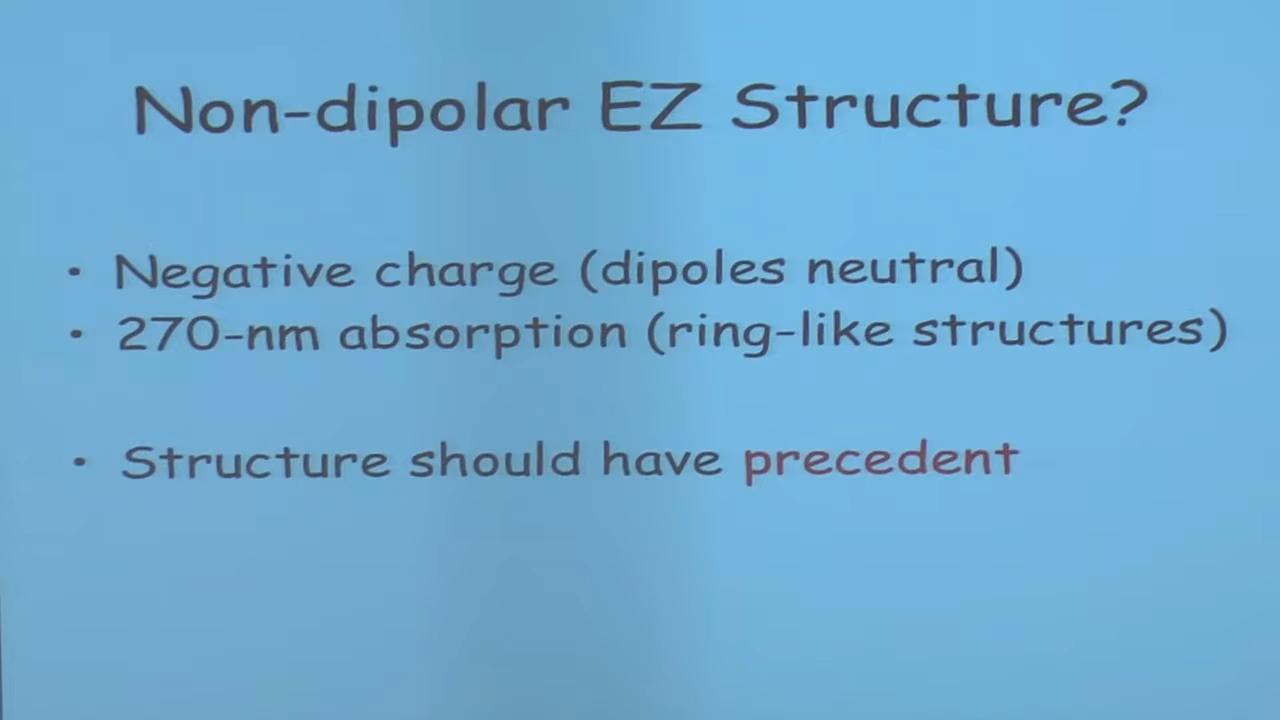 Non-dipolar EZ Structure?
• Negative charge (dipoles neutral)
• 270-nm absorption (ring-like structures)
• Structure should have precedent